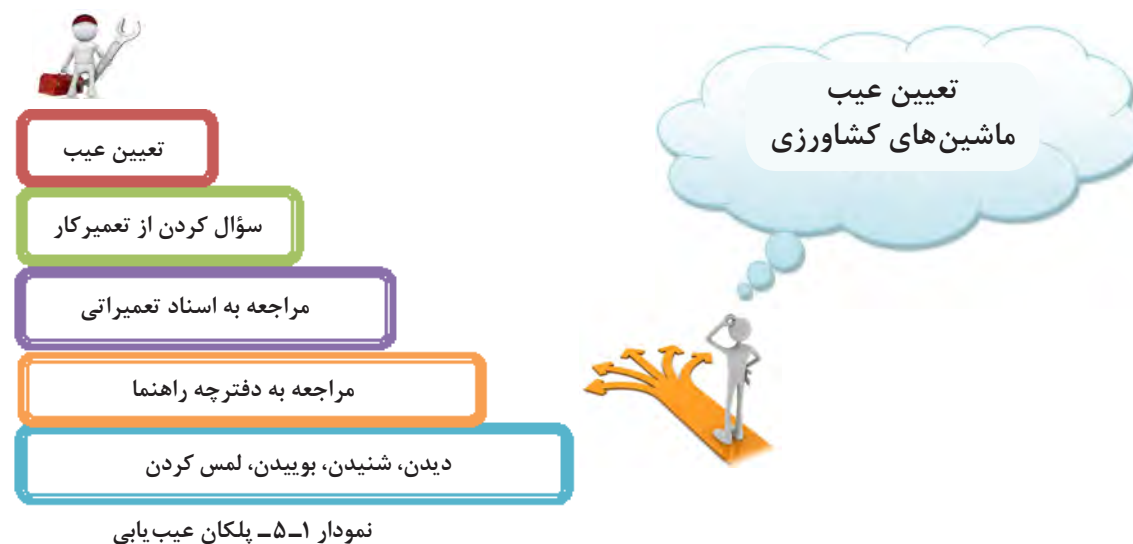 تعیین عیب
ماشین‌های کشاورزی
تعیین عیب
سؤال کردن از تعمیرکار
مراجعه به اسناد تعمیراتی
مراجعه به دفترچه راهنما
دیدن، شنیدن، بوییدن، لمس کردن
نمودار ۱ــ۵ــ پلکان عیب‌یابی